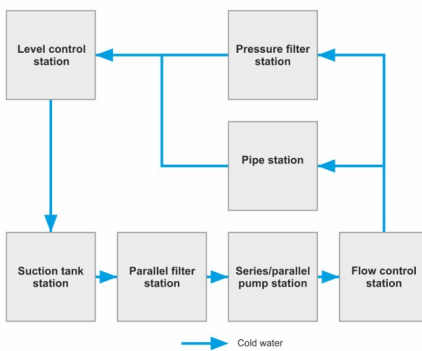 Level control
station
Pressure filter
station
Pipe station
Suction tank
station
Parallel filter
station
Series/parallel
pump station
Flow control
station
Cold water